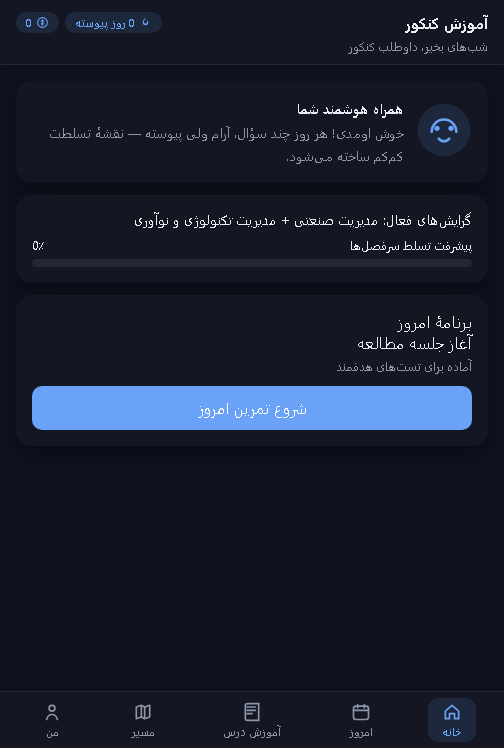 آموزش کنکور
شب‌های بخیر، داوطلب کنکور
0 روز پیوسته
0
همراه هوشمند شما
خوش اومدی! هر روز چند سؤال، آرام ولی پیوسته — نقشهٔ تسلطت
کم‌کم ساخته می‌شود.
گرایش‌های فعال: مدیریت صنعتی + مدیریت تکنولوژی و نوآوری
پیشرفت تسلط سرفصل‌ها
0٪
برنامهٔ امروز
آغاز جلسه مطالعه
آماده برای تست‌های هدفمند
شروع تمرین امروز
خانه
امروز
آموزش درس
مسیر
من